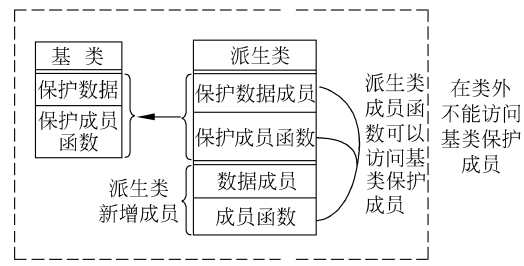 基 类
保护数据
保护成员
函数
派生类
保护数据成员
保护成员函数
数据成员
成员函数
派生类
新增成员
派生类
成员函
数可以
访问基
类保护
成员
在类外
不能访问
基类保护
成员